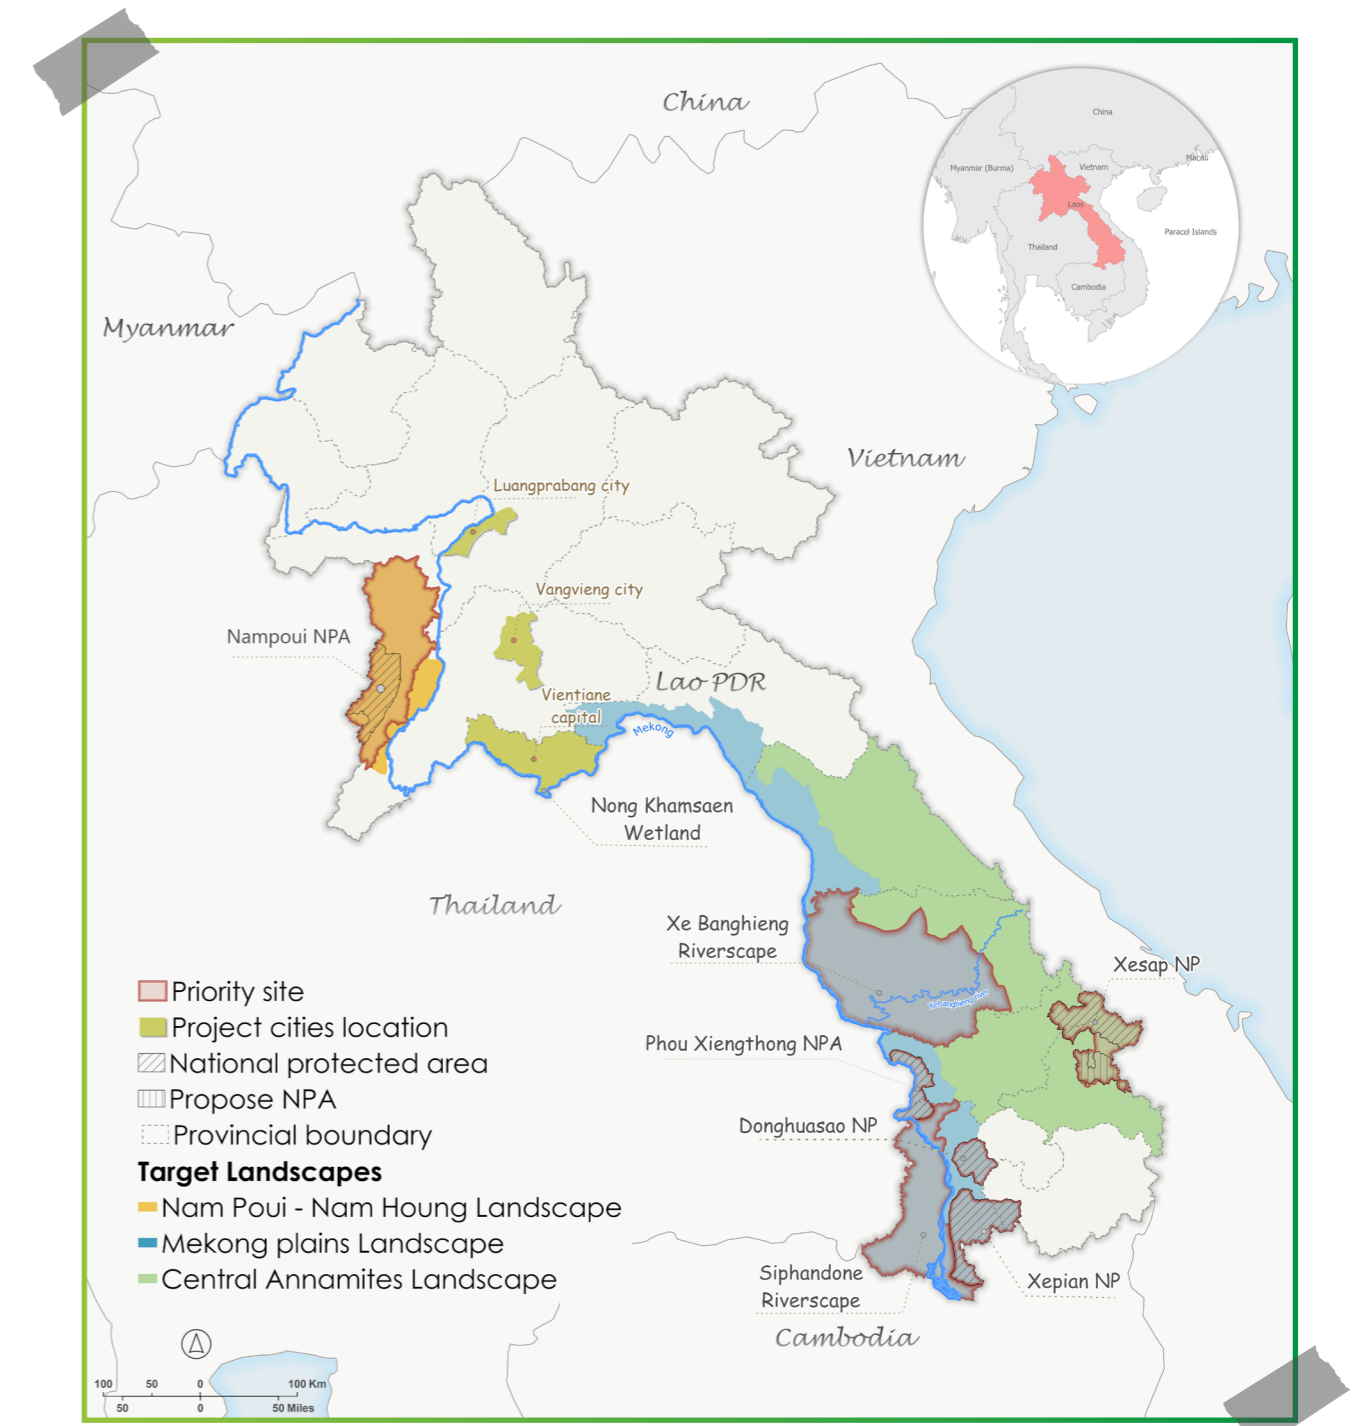 China
China
Macau
Myanmar (Burma)
Vietnam
Laos
Paracel Islands
Thailand
Cambodia
Myanmar
Vietnam
Luangprabang city
Vangvieng city
Nampoui NPA
Lao PDR
Vientiane
capital
Mekong
Nong Khamsaen
Wetland
Thailand
Xe Banghieng
Riverscape
Xesap NP
Xebanghieng river
Phou Xiengthong NPA
Donghuasao NP
Siphandone
Riverscape
Xepian NP
Cambodia
Priority site
Project cities location
National protected area
Propose NPA
Provincial boundary
Target Landscapes
Nam Poui - Nam Houng Landscape
Mekong plains Landscape
Central Annamites Landscape
100 50 0 100 Km
50 0 50 Miles